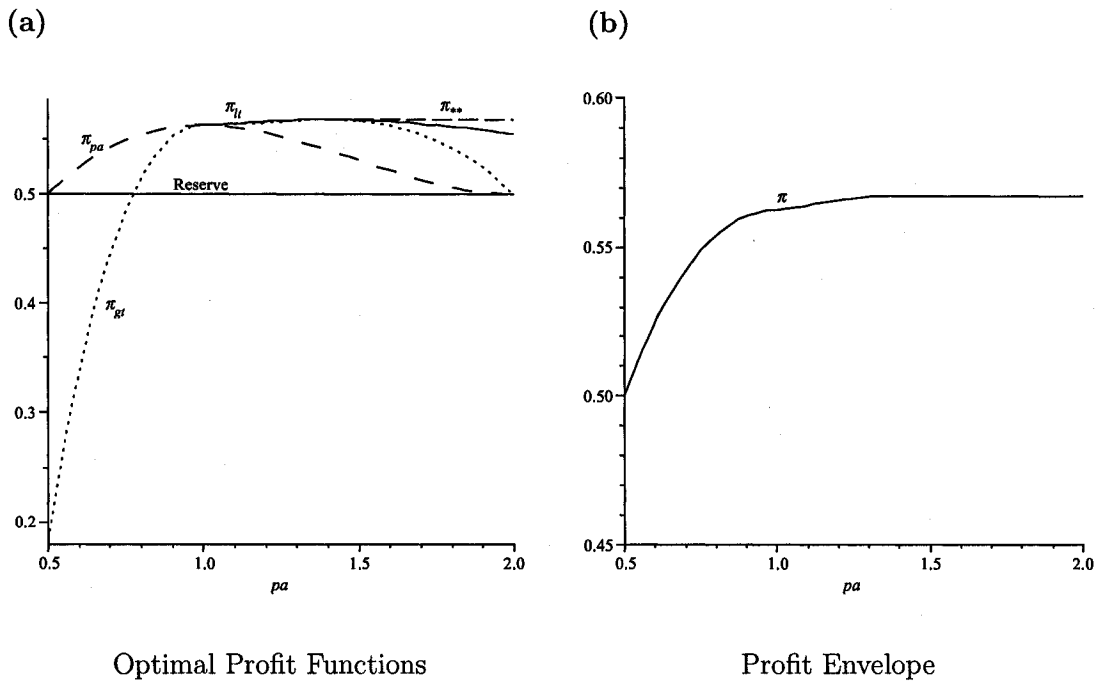 (a)
(b)
π_lt
π_**
π_pa
Reserve
π_gt
0.5
0.4
0.3
0.2
0.5
1.0
1.5
2.0
pa
0.60
0.55
0.50
0.45
π
0.5
1.0
1.5
2.0
pa
Optimal Profit Functions
Profit Envelope